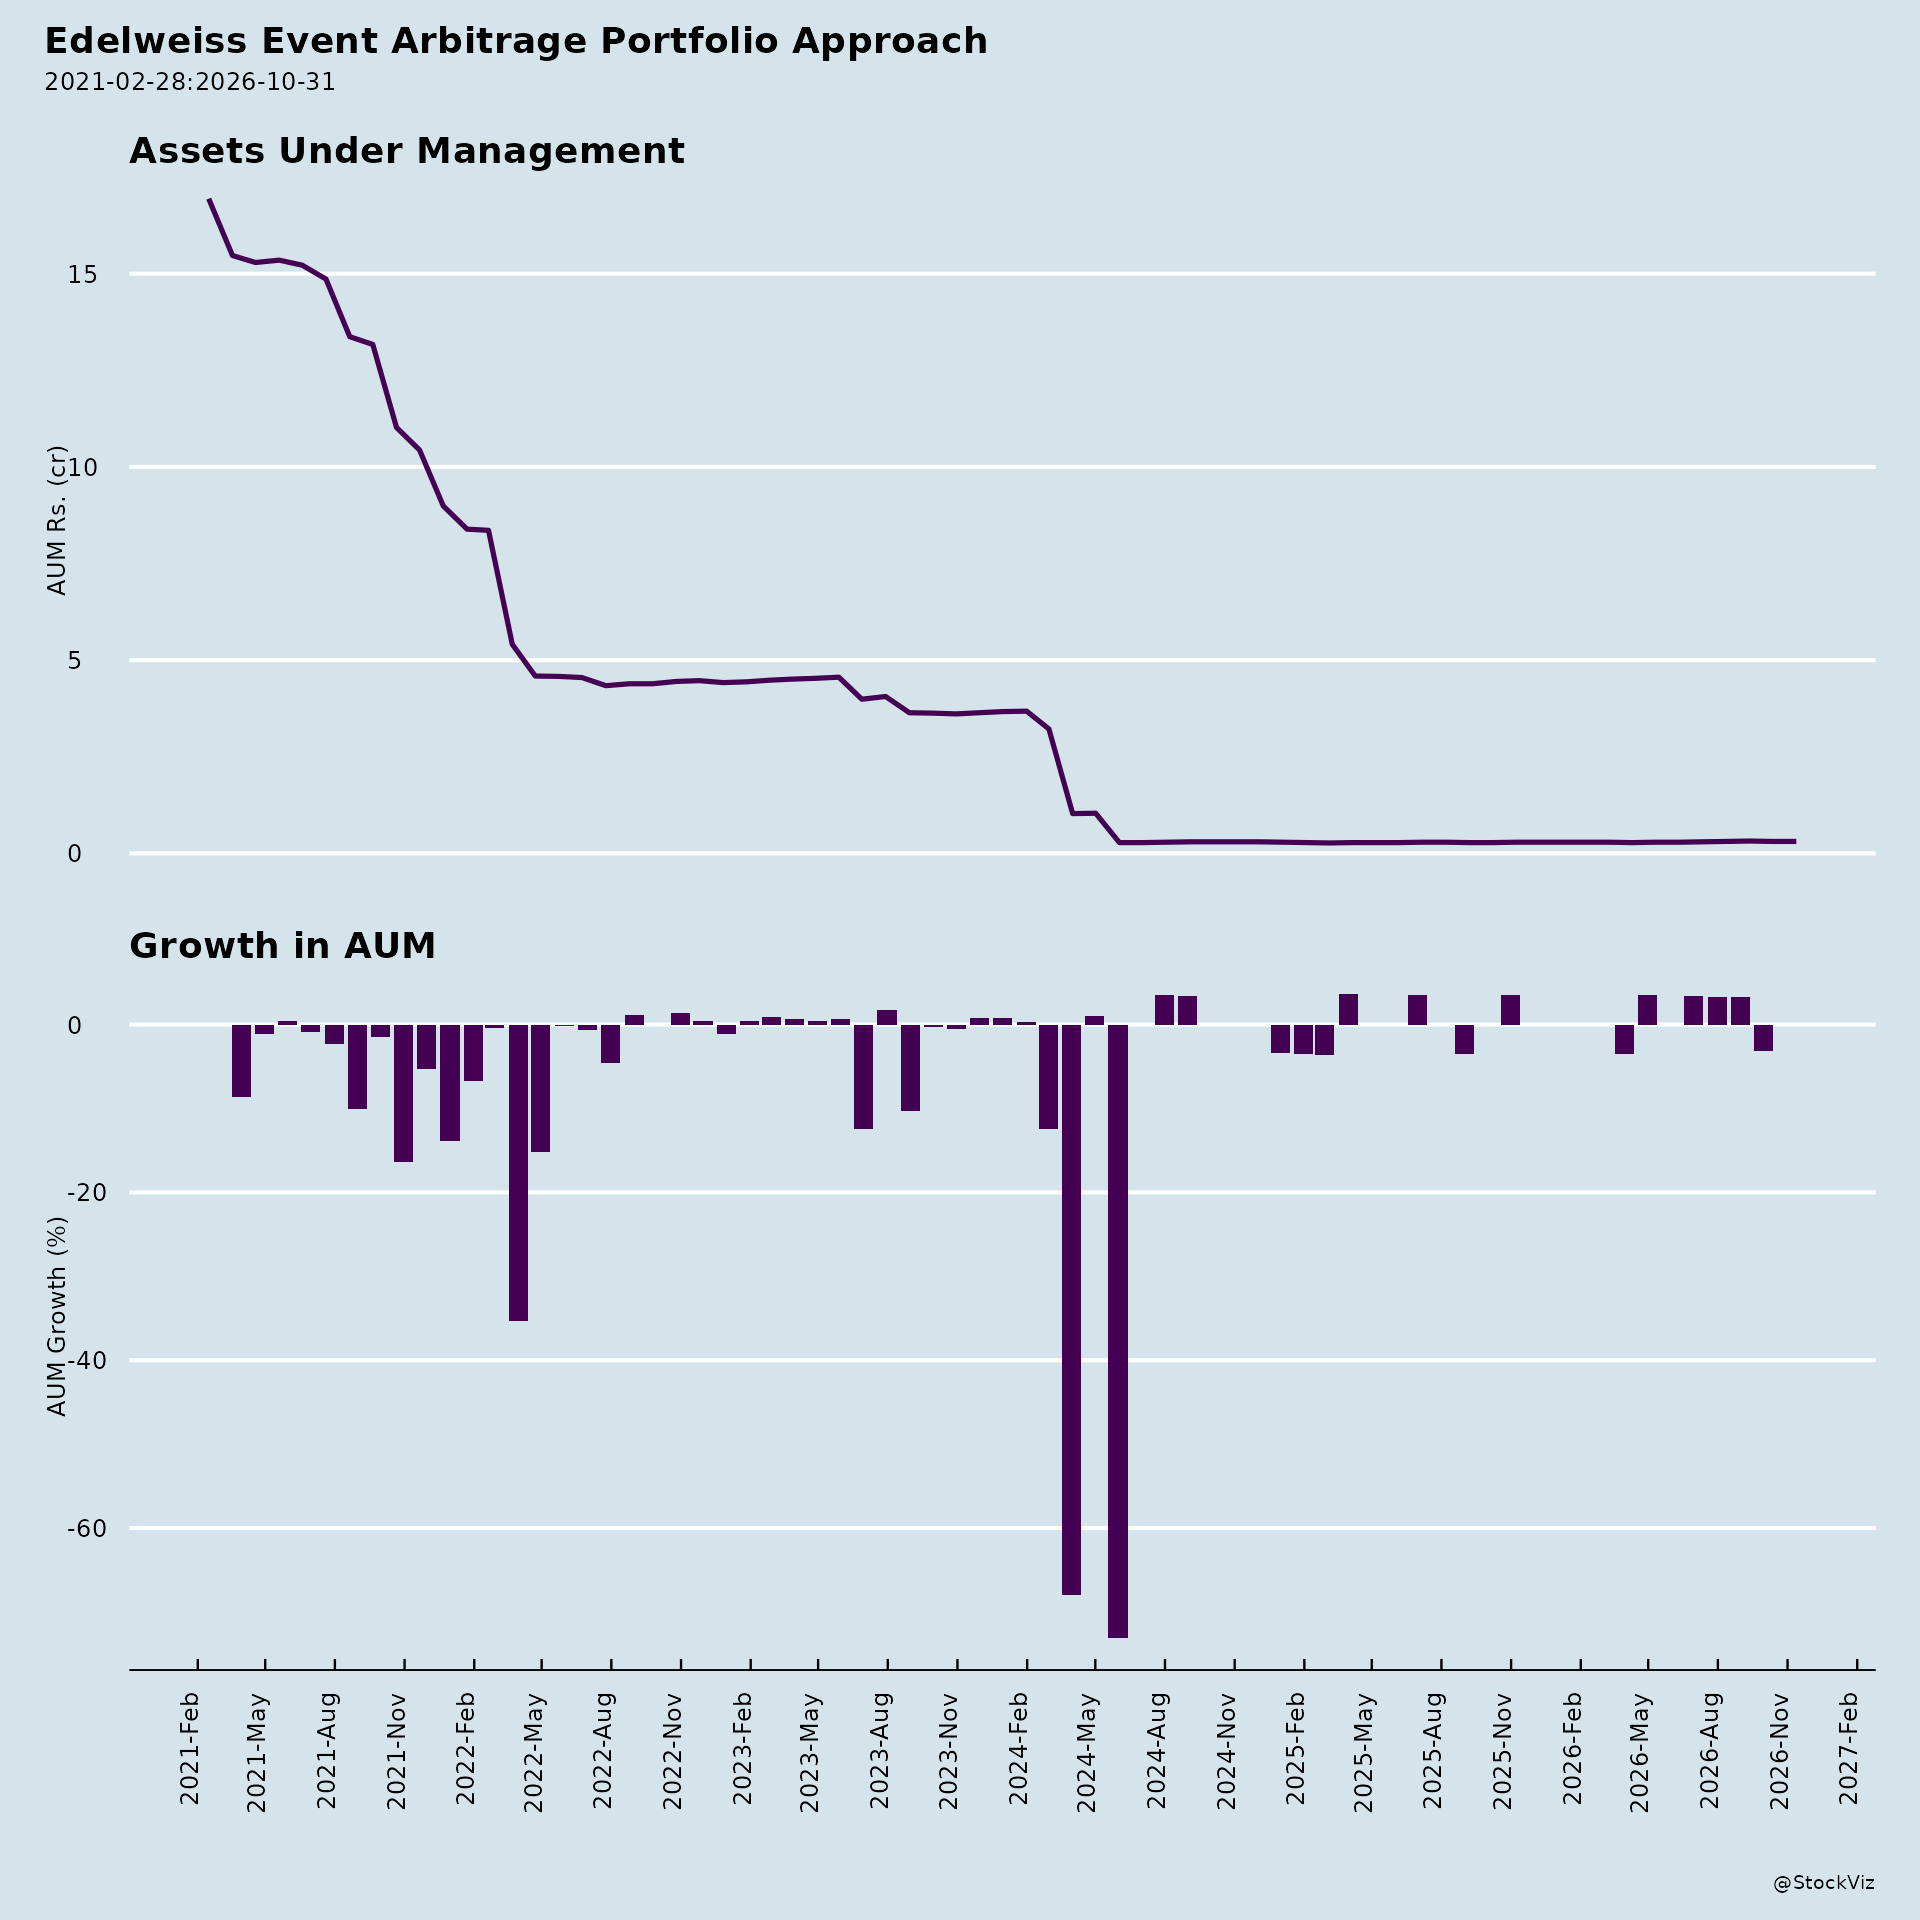 Edelweiss Event Arbitrage Portfolio Approach
2021-02-28:2026-10-31
Assets Under Management
AUM Rs. (cr)
15
10
5
0
Growth in AUM
AUM Growth (%)
0
-20
-40
-60
2021-Feb
2021-May
2021-Aug
2021-Nov
2022-Feb
2022-May
2022-Aug
2022-Nov
2023-Feb
2023-May
2023-Aug
2023-Nov
2024-Feb
2024-May
2024-Aug
2024-Nov
2025-Feb
2025-May
2025-Aug
2025-Nov
2026-Feb
2026-May
2026-Aug
2026-Nov
2027-Feb
@StockViz